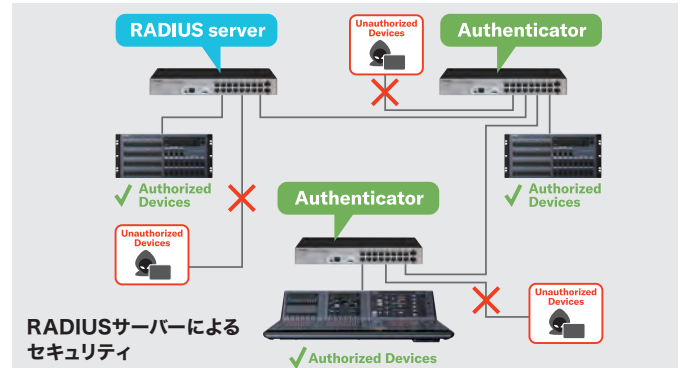 RADIUS server
Unauthorized
Devices
Authenticator
Authorized
Devices
Authorized
Devices
Authenticator
Unauthorized
Devices
Unauthorized
Devices
RADIUSサーバーによる
セキュリティ
Authorized Devices